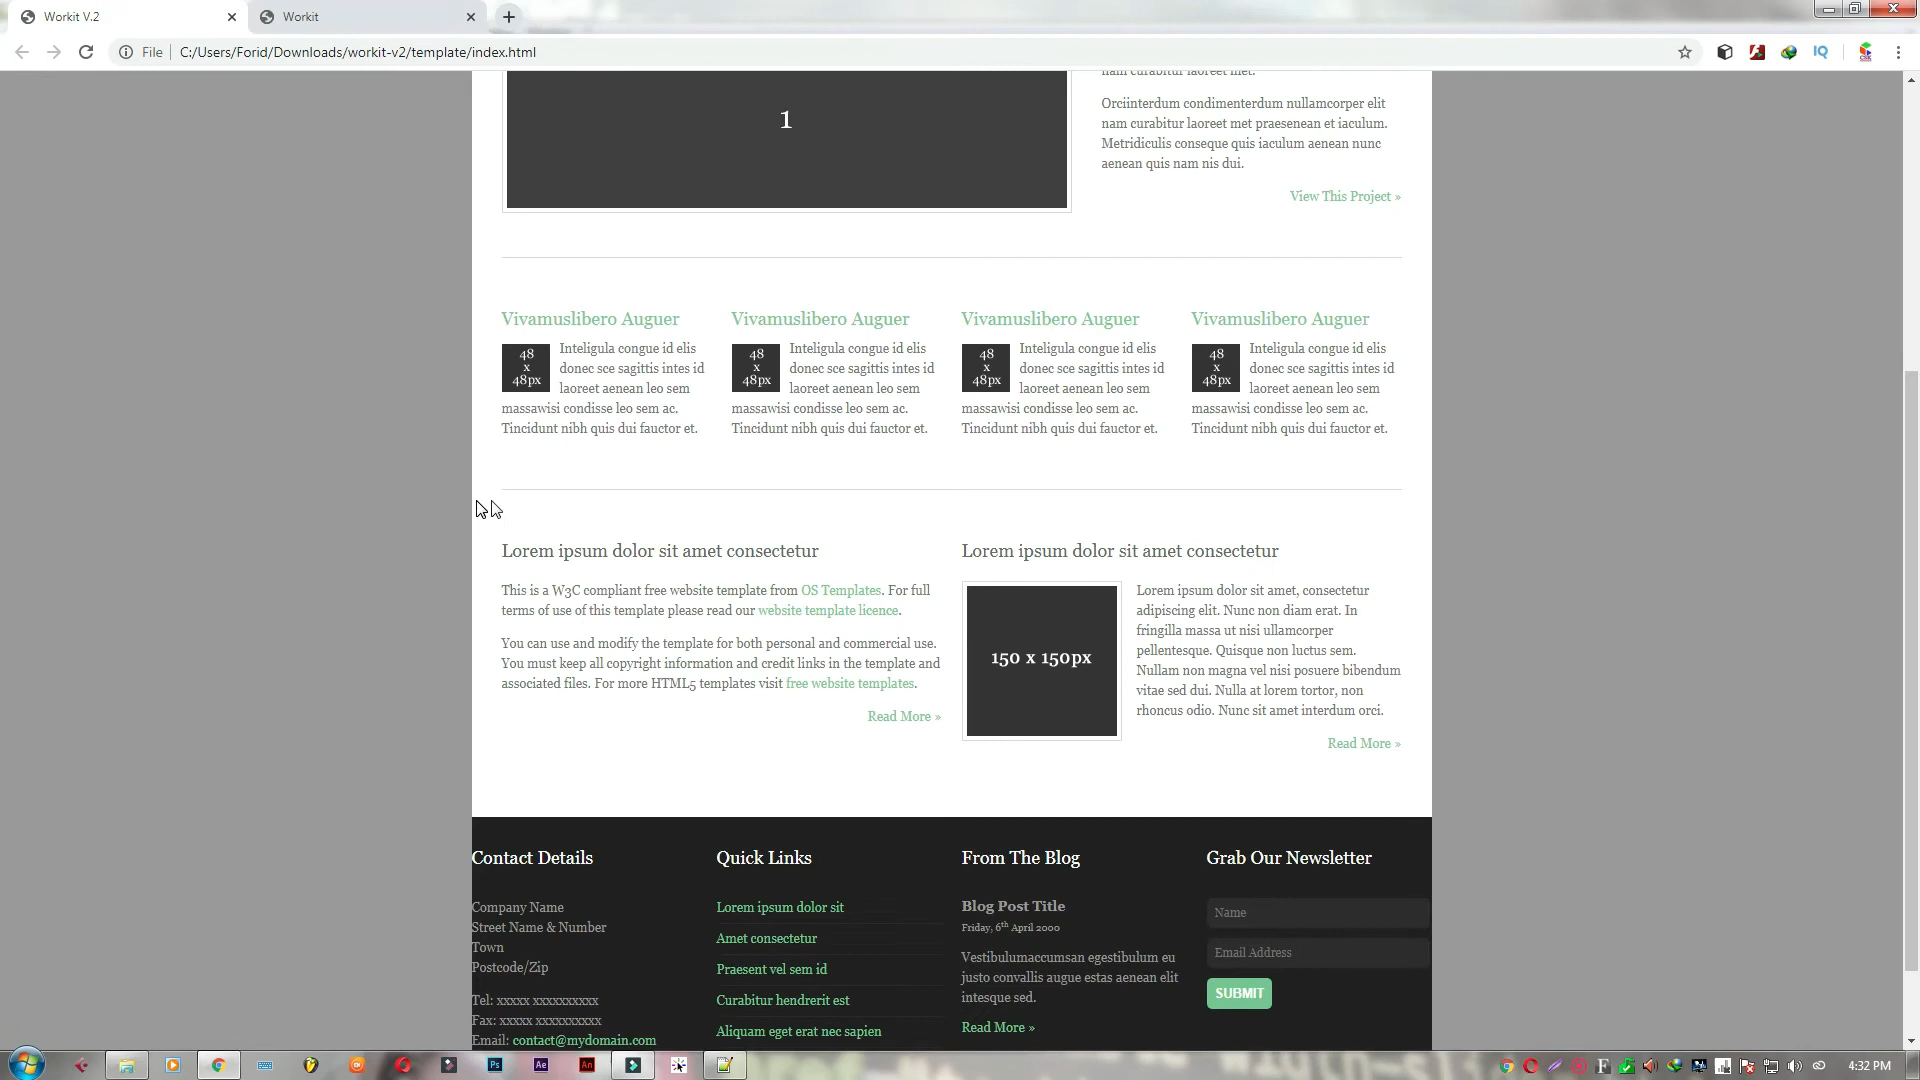 Workit V.2
Workit
File
C:/Users/Forid/Downloads/workit-v2/template/index.html
IQ
nam curabitur laoreet met.
1
Orciinterdum condimenterdum nullamcorper elit
nam curabitur laoreet met praesenean et iaculum.
Metridiculis conseque quis iaculum aenean nunc
aenean quis nam nis dui.
View This Project »
Vivamuslibero Auguer
48
x
48px
Inteligula congue id elis
donec sce sagittis intes id
laoreet aenean leo sem
massawisi condisse leo sem ac.
Tincidunt nibh quis dui fauctor et.
Vivamuslibero Auguer
48
x
48px
Inteligula congue id elis
donec sce sagittis intes id
laoreet aenean leo sem
massawisi condisse leo sem ac.
Tincidunt nibh quis dui fauctor et.
Vivamuslibero Auguer
48
x
48px
Inteligula congue id elis
donec sce sagittis intes id
laoreet aenean leo sem
massawisi condisse leo sem ac.
Tincidunt nibh quis dui fauctor et.
Vivamuslibero Auguer
48
x
48px
Inteligula congue id elis
donec sce sagittis intes id
laoreet aenean leo sem
massawisi condisse leo sem ac.
Tincidunt nibh quis dui fauctor et.
Lorem ipsum dolor sit amet consectetur
This is a W3C compliant free website template from OS Templates. For full
terms of use of this template please read our website template licence.
You can use and modify the template for both personal and commercial use.
You must keep all copyright information and credit links in the template and
associated files. For more HTML5 templates visit free website templates.
Read More »
Lorem ipsum dolor sit amet consectetur
150 x 150px
Lorem ipsum dolor sit amet, consectetur
adipiscing elit. Nunc non diam erat. In
fringilla massa ut nisi ullamcorper
pellentesque. Quisque non luctus sem.
Nullam non magna vel nisi posuere bibendum
vitae sed dui. Nulla at lorem tortor, non
rhoncus odio. Nunc sit amet interdum orci.
Read More »
Contact Details
Company Name
Street Name & Number
Town
Postcode/Zip
Tel: xxxxx xxxxxxxxxx
Fax: xxxxx xxxxxxxxxx
Email: contact@mydomain.com
Quick Links
Lorem ipsum dolor sit
Amet consectetur
Praesent vel sem id
Curabitur hendrerit est
Aliquam eget erat nec sapien
From The Blog
Blog Post Title
Friday, 6th April 2000
Vestibulumaccumsan egestibulum eu
justo convallis augue estas aenean elit
intesque sed.
Read More »
Grab Our Newsletter
Name
Email Address
SUBMIT
Ps
Ae
An
4:32 PM